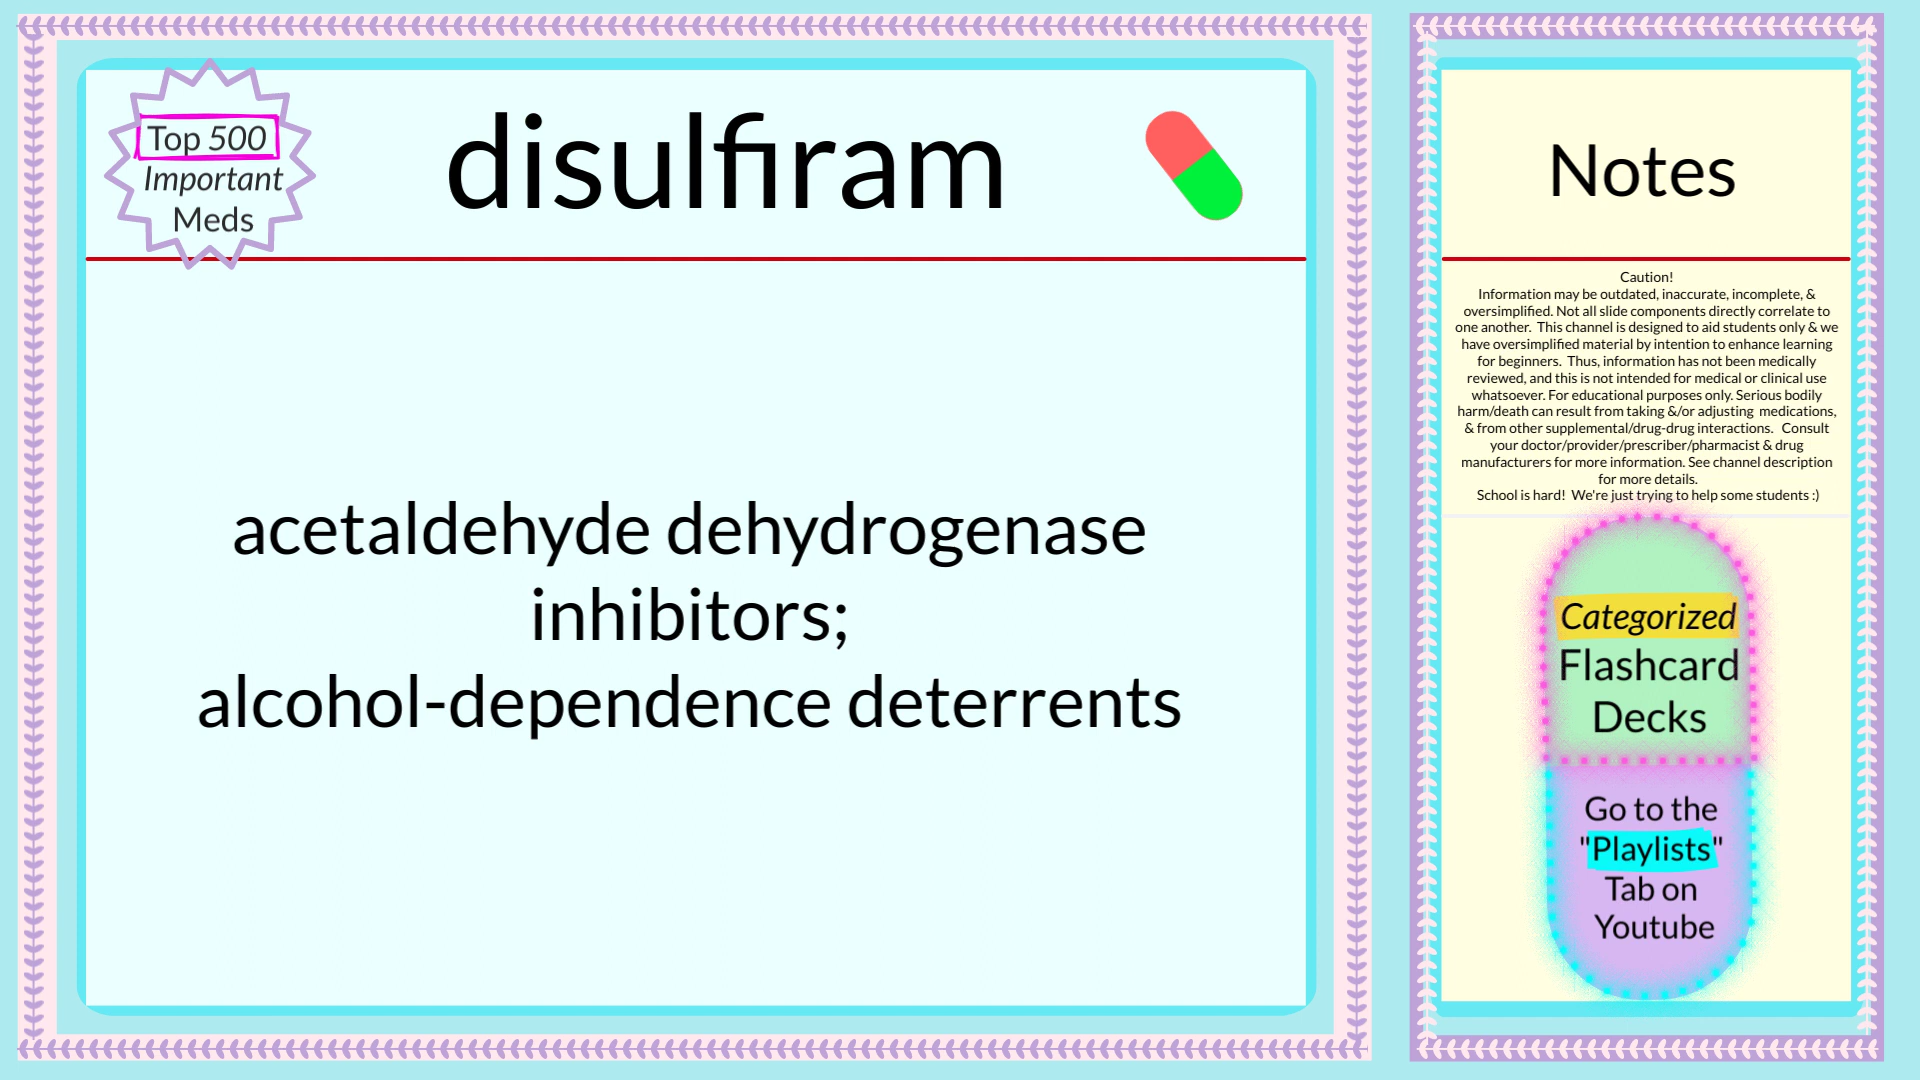 Top 500
Important
Meds
disulfiram
acetaldehyde dehydrogenase
inhibitors;
alcohol-dependence deterrents
Notes
Caution!
Information may be outdated, inaccurate, incomplete, &
oversimplified. Not all slide components directly correlate to
one another. This channel is designed to aid students only & we
have oversimplified material by intention to enhance learning
for beginners. Thus, information has not been medically
reviewed, and this is not intended for medical or clinical use
whatsoever. For educational purposes only. Serious bodily
harm/death can result from taking &/or adjusting medications,
& from other supplemental/drug-drug interactions. Consult
your doctor/provider/prescriber/pharmacist & drug
manufacturers for more information. See channel description
for more details.
School is hard! We're just trying to help some students :)
Categorized
Flashcard
Decks
Go to the
"Playlists"
Tab on
Youtube